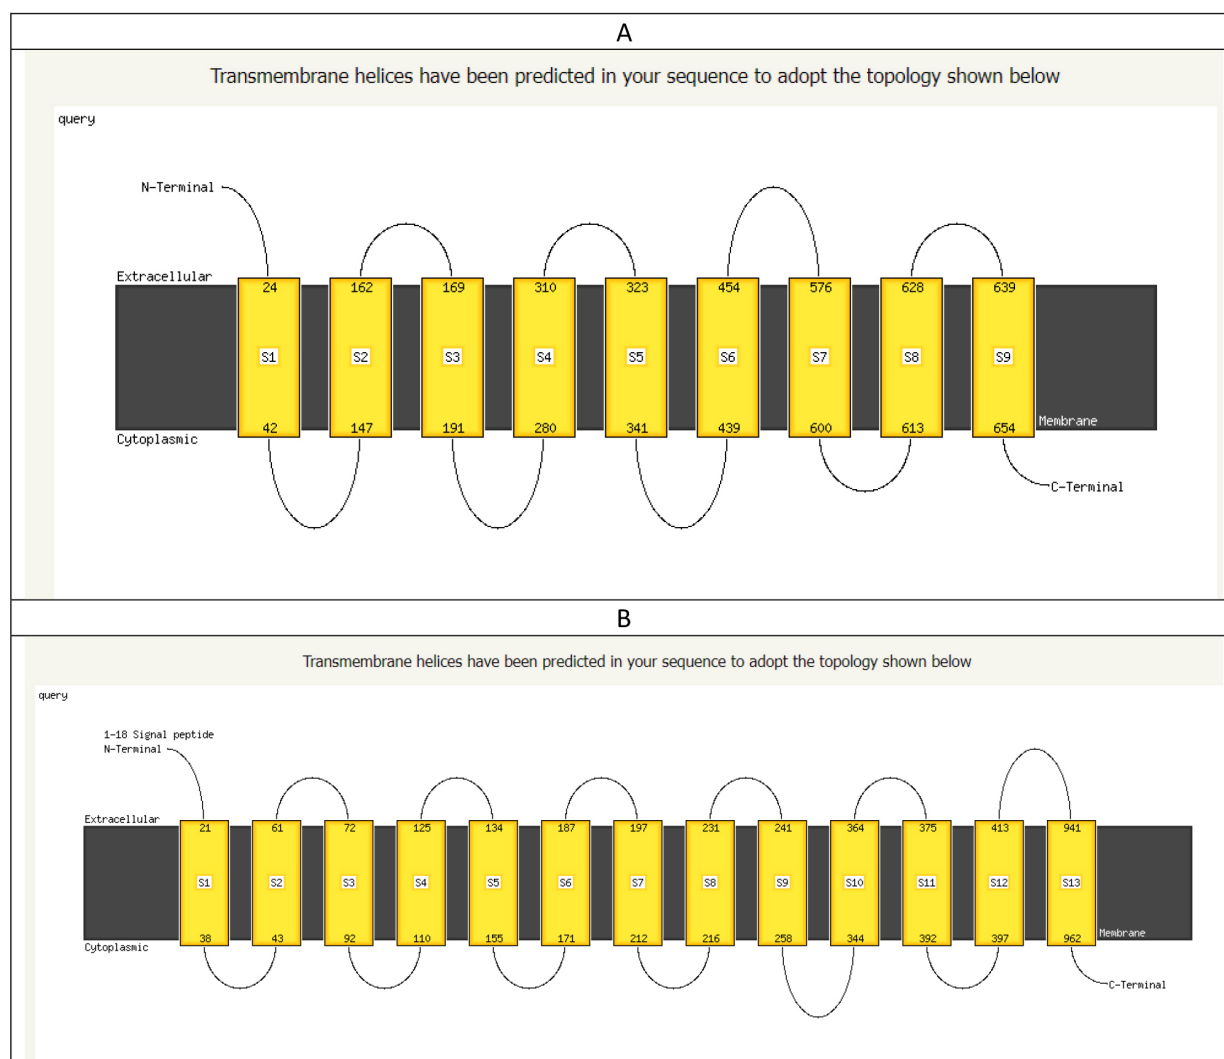 A
Transmembrane helices have been predicted in your sequence to adopt the topology shown below
query
N-Terminal
Extracellular
24 162 169 310 323 454 576 628 639
S1 S2 S3 S4 S5 S6 S7 S8 S9
42 147 191 280 341 439 600 613 654
Membrane
Cytoplasmic
C-Terminal
B
Transmembrane helices have been predicted in your sequence to adopt the topology shown below
query
1-18 Signal peptide
N-Terminal
Extracellular
21 61 72 125 134 187 197 231 241 364 375 413 941
S1 S2 S3 S4 S5 S6 S7 S8 S9 S10 S11 S12 S13
38 43 92 110 155 171 212 216 258 344 392 397 962
Membrane
Cytoplasmic
C-Terminal